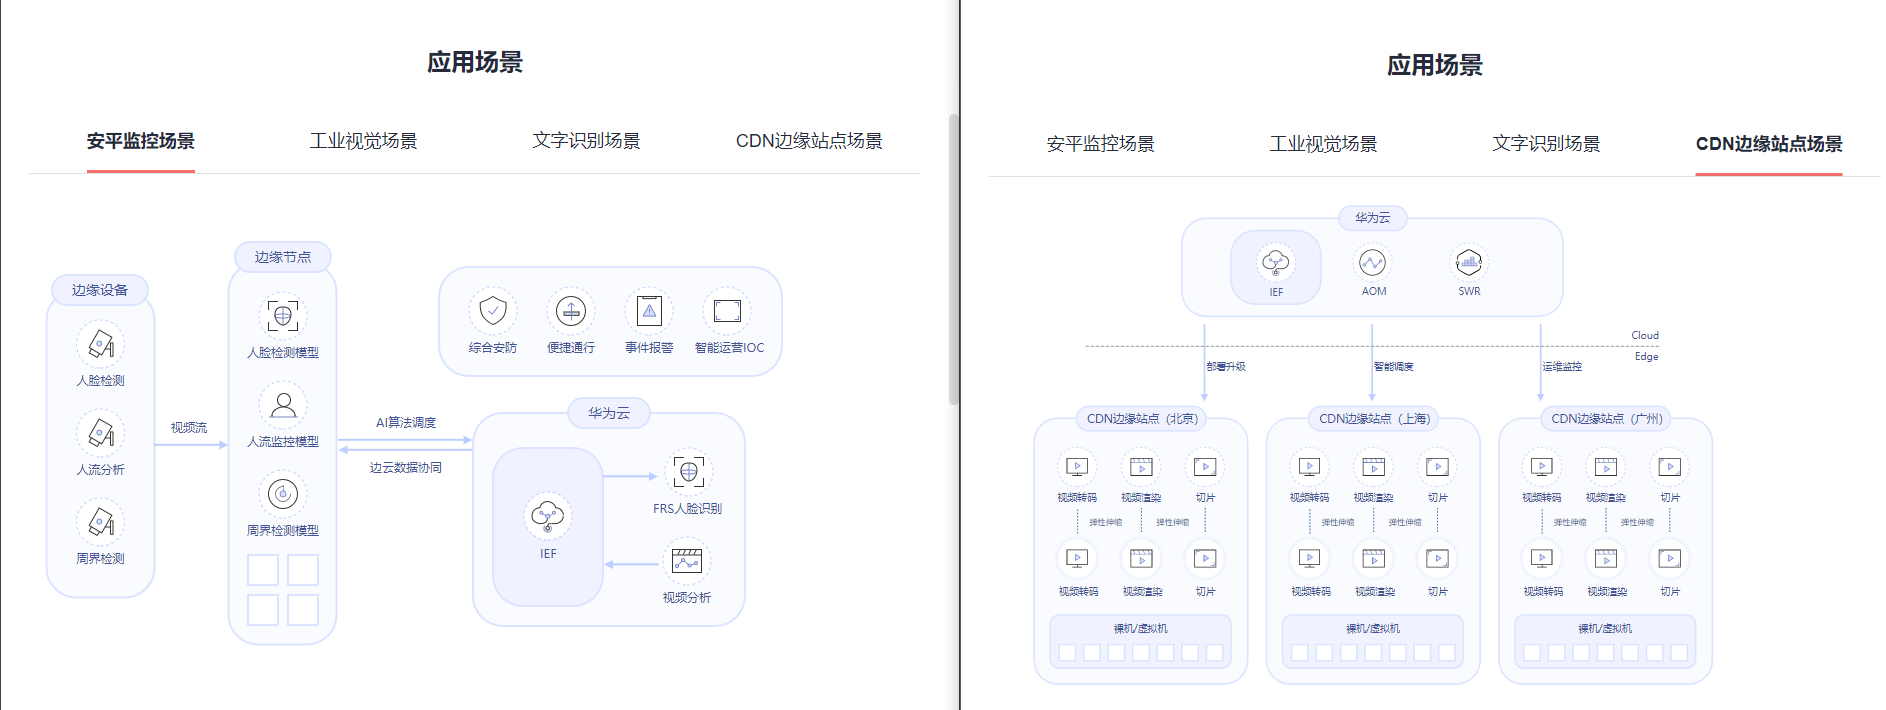 应用场景
安平监控场景
工业视觉场景
文字识别场景
CDN边缘站点场景
边缘设备
人脸检测
人流分析
周界检测
视频流
边缘节点
人脸检测模型
人流监控模型
周界检测模型
AI算法调度
边云数据协同
综合安防
便捷通行
事件报警
智能运营IOC
华为云
IEF
FRS人脸识别
视频分析
应用场景
安平监控场景
工业视觉场景
文字识别场景
CDN边缘站点场景
华为云
IEF
AOM
SWR
Cloud
Edge
部署升级
智能调度
运维监控
CDN边缘站点（北京）
视频转码
视频渲染
切片
弹性伸缩
弹性伸缩
视频转码
视频渲染
切片
裸机/虚拟机
CDN边缘站点（上海）
视频转码
视频渲染
切片
弹性伸缩
弹性伸缩
视频转码
视频渲染
切片
裸机/虚拟机
CDN边缘站点（广州）
视频转码
视频渲染
切片
弹性伸缩
弹性伸缩
视频转码
视频渲染
切片
裸机/虚拟机